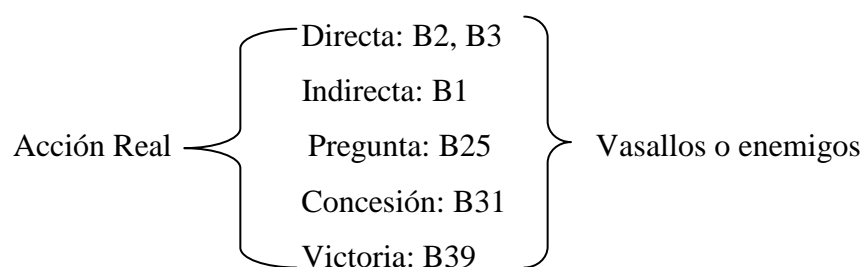 Directa: B2, B3
Indirecta: B1
Acción Real Pregunta: B25 Vasallos o enemigos
Concesión: B31
Victoria: B39